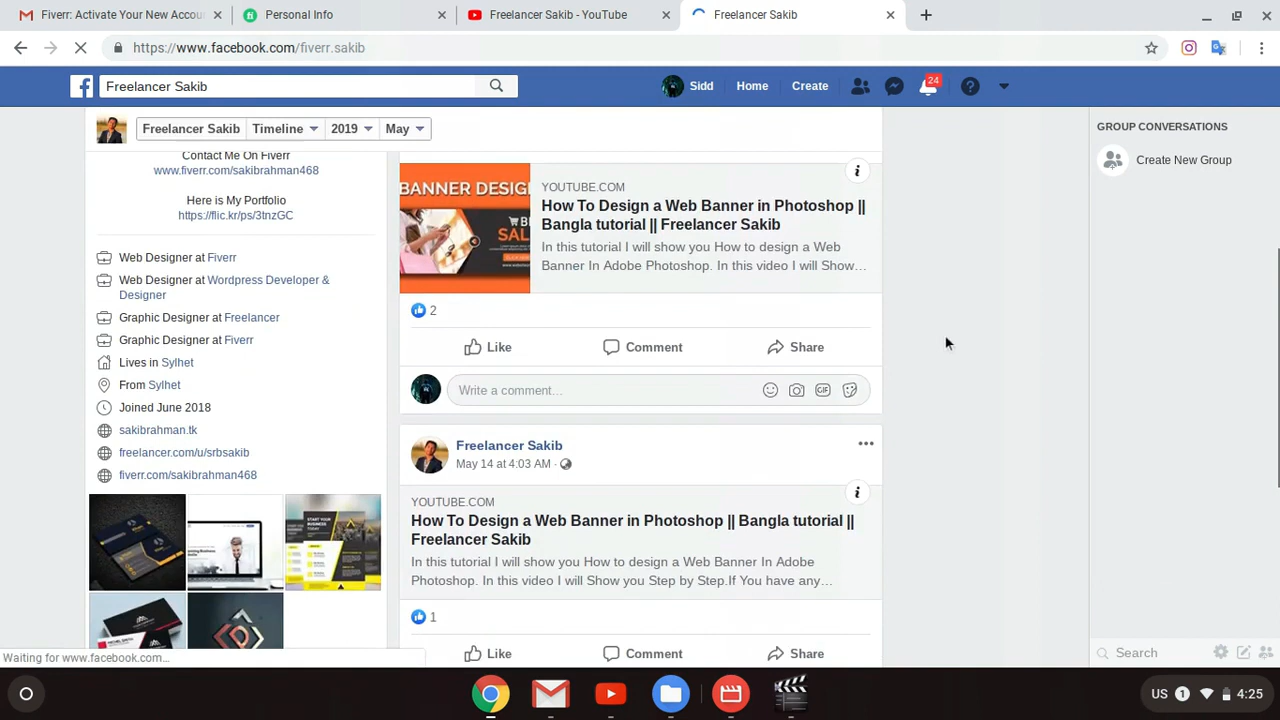 Fiverr: Activate Your New Accou
Personal Info
Freelancer Sakib - YouTube
Freelancer Sakib
https://www.facebook.com/fiverr.sakib
Freelancer Sakib
Sidd
Home
Create
24
Freelancer Sakib
Timeline
2019
May
GROUP CONVERSATIONS
Create New Group
Contact Me On Fiverr
www.fiverr.com/sakibrahman468
Here is My Portfolio
https://flic.kr/ps/3tnzGC
Web Designer at Fiverr
Web Designer at Wordpress Developer &
Designer
Graphic Designer at Freelancer
Graphic Designer at Fiverr
Lives in Sylhet
From Sylhet
Joined June 2018
sakibrahman.tk
freelancer.com/u/srbsakib
fiverr.com/sakibrahman468
BANNER DESIG
YOUTUBE.COM
How To Design a Web Banner in Photoshop ||
Bangla tutorial || Freelancer Sakib
In this tutorial I will show you How to design a Web
Banner In Adobe Photoshop. In this video I will Show…
2
Like
Comment
Share
Write a comment...
GIF
Freelancer Sakib
May 14 at 4:03 AM ·
YOUTUBE.COM
How To Design a Web Banner in Photoshop || Bangla tutorial ||
Freelancer Sakib
In this tutorial I will show you How to design a Web Banner In Adobe
Photoshop. In this video I will Show you Step by Step.If You have any…
1
Like
Comment
Share
Search
Waiting for www.facebook.com...
US
1
4:25